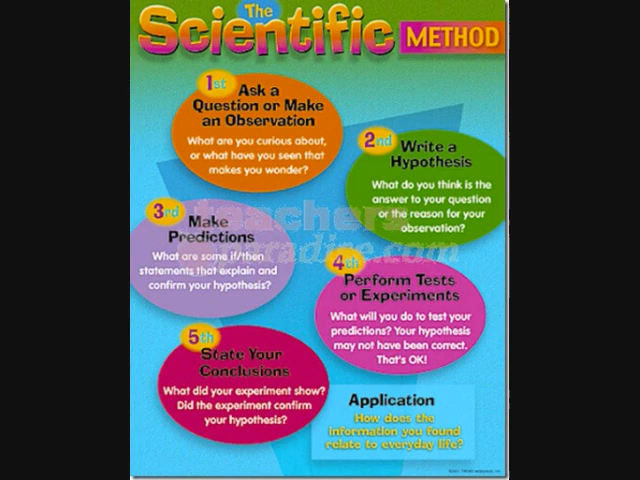 The
Scientific METHOD
1st
Ask a
Question or Make
an Observation
What are you curious about,
or what have you seen that
makes you wonder?
2nd
Write a
Hypothesis
What do you think is the
answer to your question
or the reason for your
observation?
3rd
Make
Predictions
What are some if/then
statements that explain and
confirm your hypothesis?
4th
Perform Tests
or Experiments
What will you do to test your
predictions? Your hypothesis
may not have been correct.
That's OK!
5th
State Your
Conclusions
What did your experiment show?
Did the experiment confirm
your hypothesis?
Application
How does the
information you found
relate to everyday life?
teachers
paradise.com